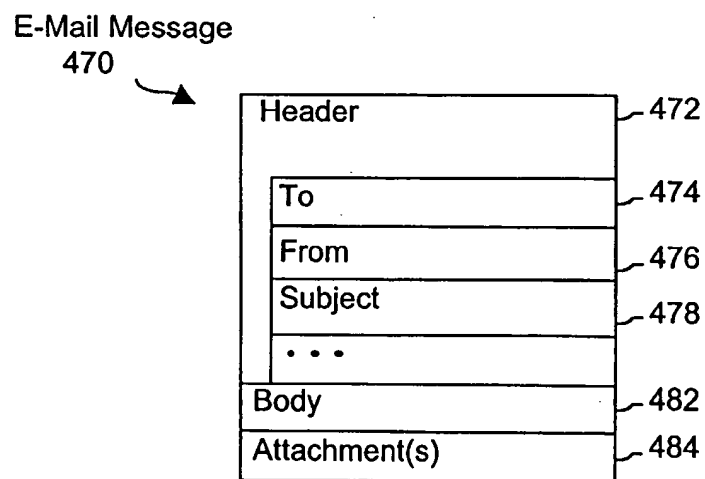 E-Mail Message
470
Header
472
To
474
From
476
Subject
478
• • •
Body
482
Attachment(s)
484